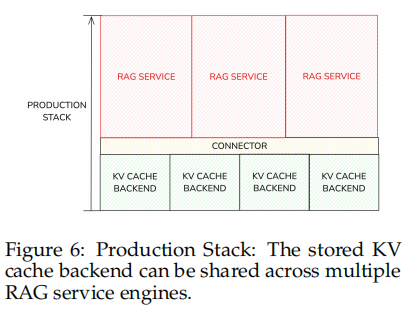 RAG SERVICE RAG SERVICE RAG SERVICE
PRODUCTION
STACK
CONNECTOR
KV CACHE KV CACHE KV CACHE KV CACHE
BACKEND BACKEND BACKEND BACKEND
Figure 6: Production Stack: The stored KV
cache backend can be shared across multiple
RAG service engines.